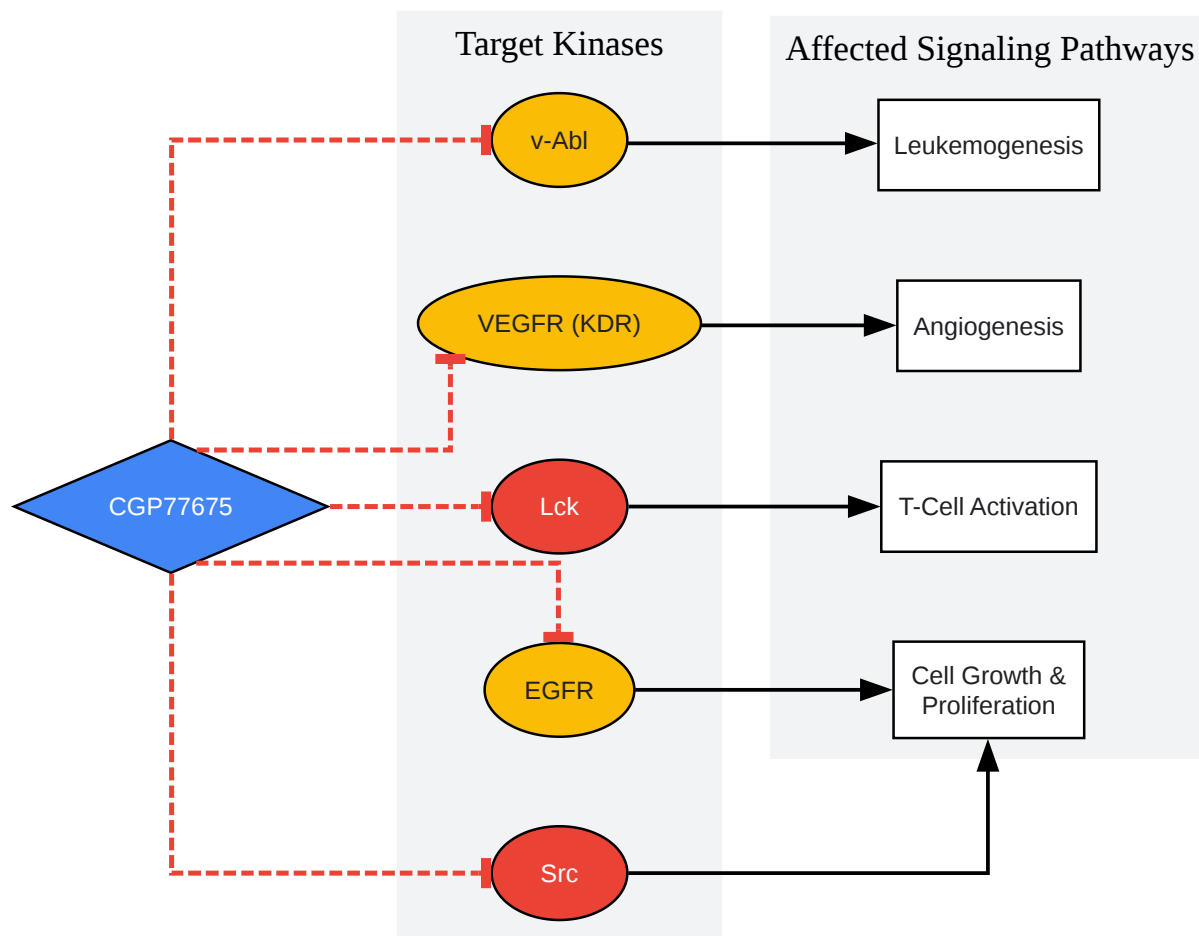 Target Kinases
Affected Signaling Pathways
v-Abl
Leukemogenesis
VEGFR (KDR)
Angiogenesis
CGP77675
Lck
T-Cell Activation
EGFR
Cell Growth &
Proliferation
Src